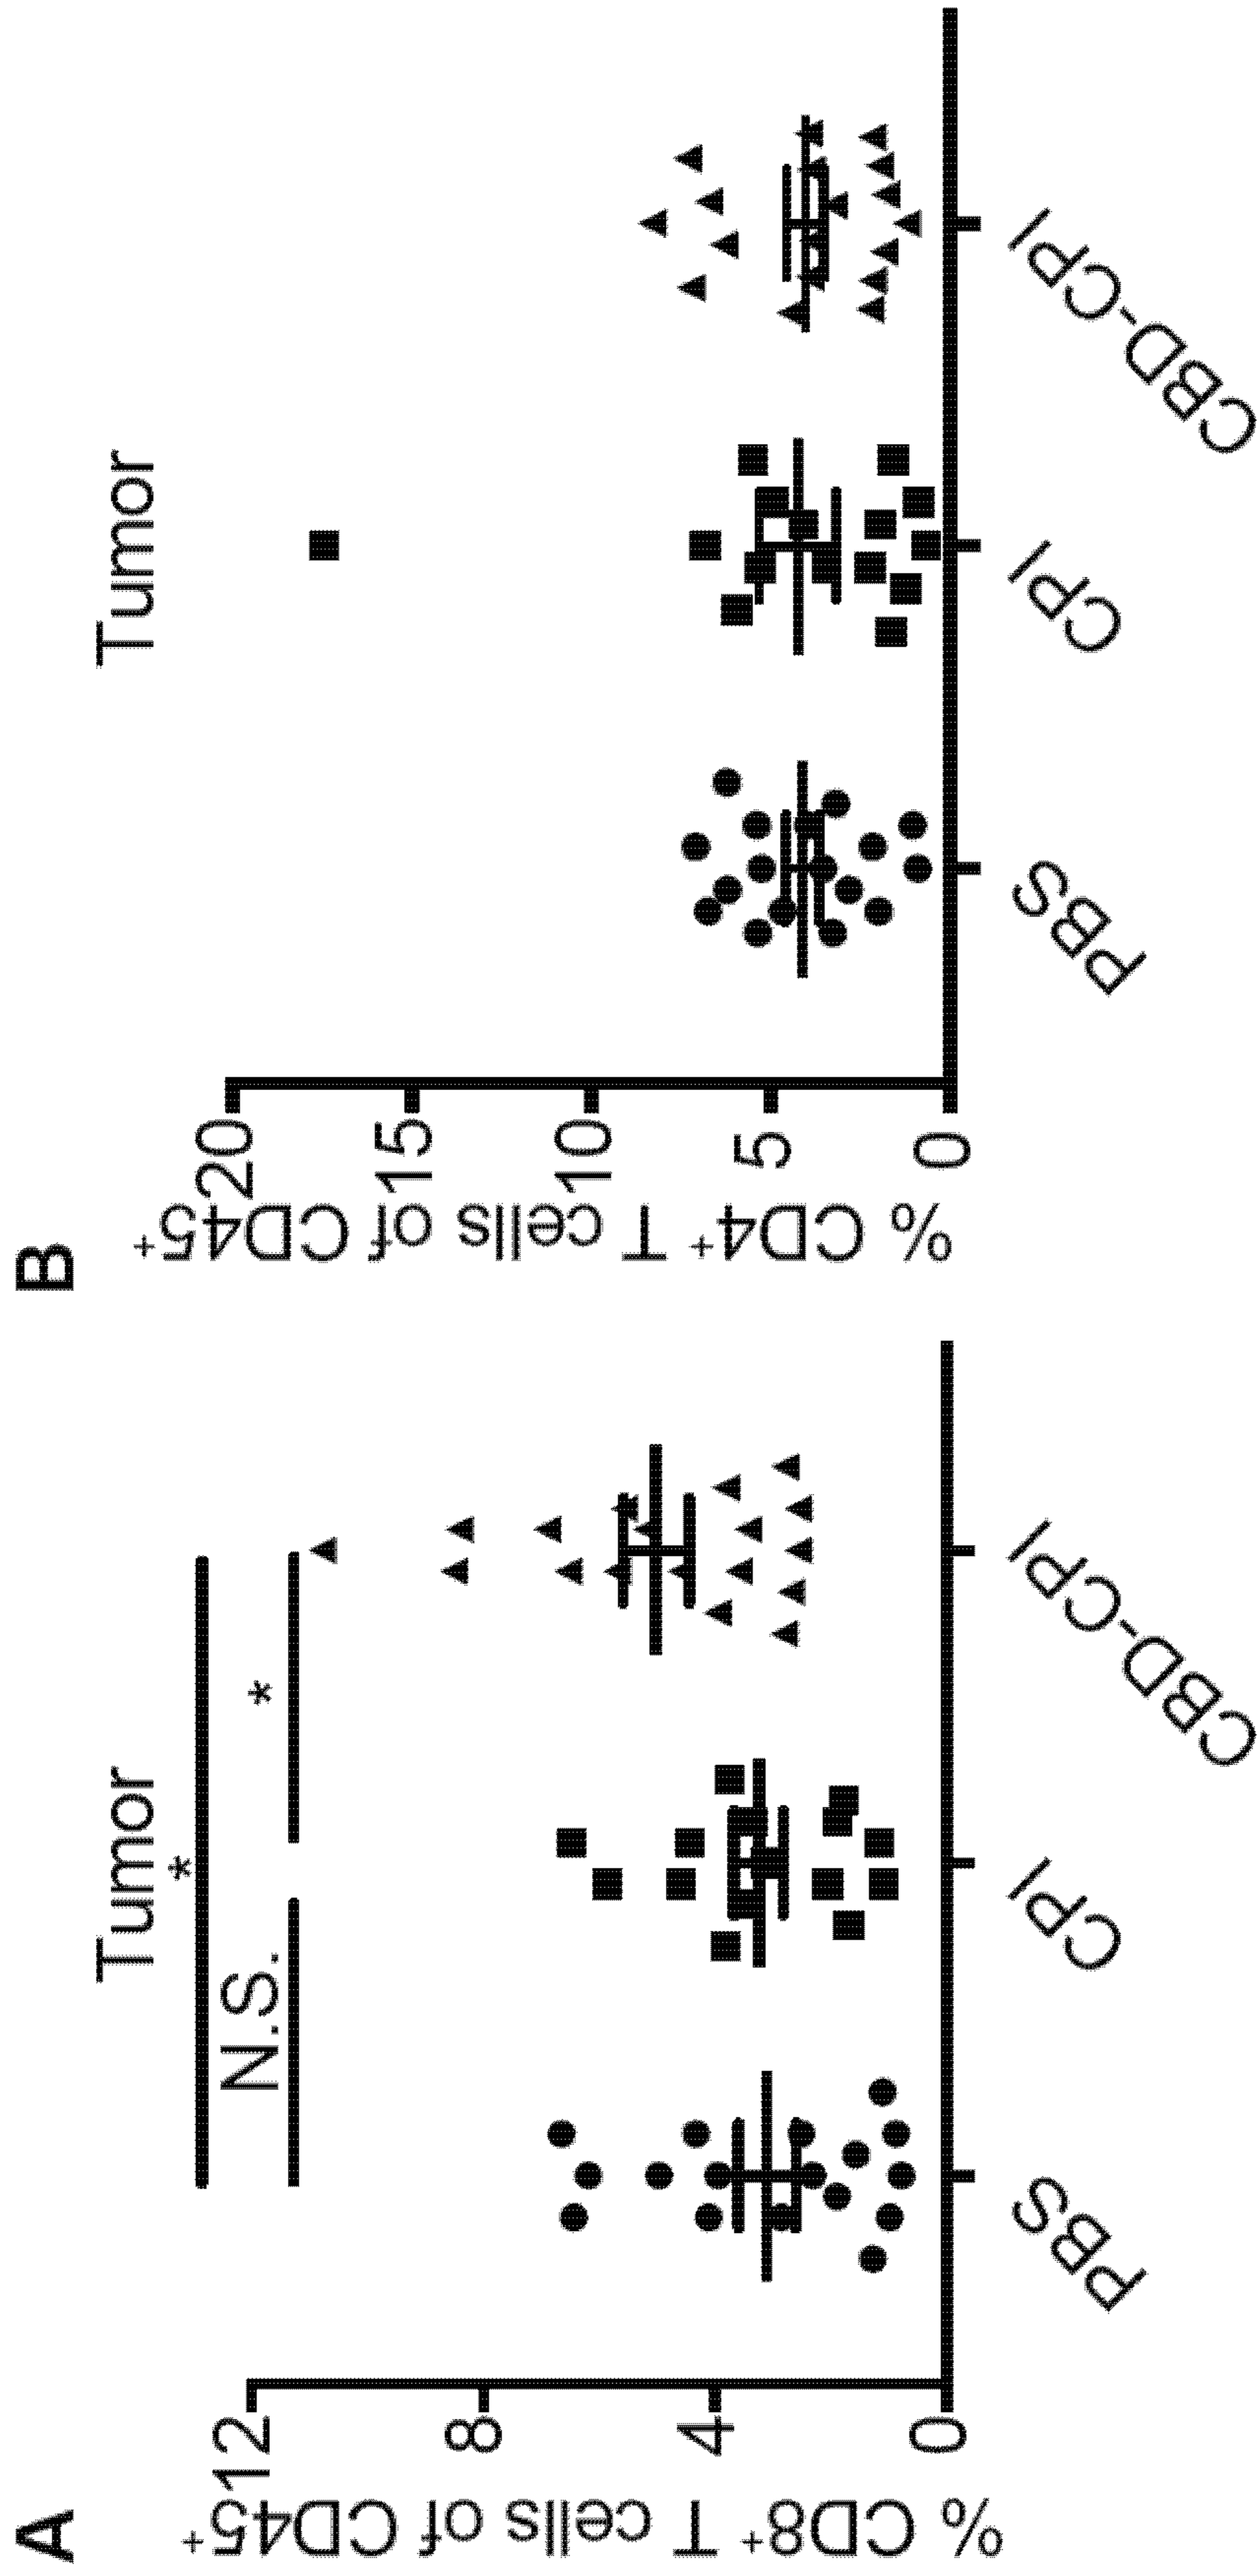 A
Tumor
*
N.S.
*
% CD8⁺ T cells of CD45⁺
12
8
4
0
PBS
CPI
CBD-CPI
B
Tumor
% CD4⁺ T cells of CD45⁺
20
15
10
5
0
PBS
CPI
CBD-CPI